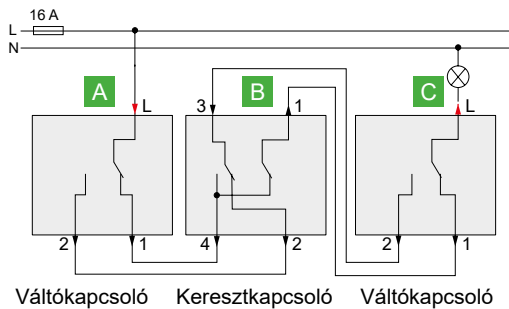 16 A
L
N
A B C
L 3 1 L
2 1 4 2 2 1
Váltókapcsoló Keresztkapcsoló Váltókapcsoló